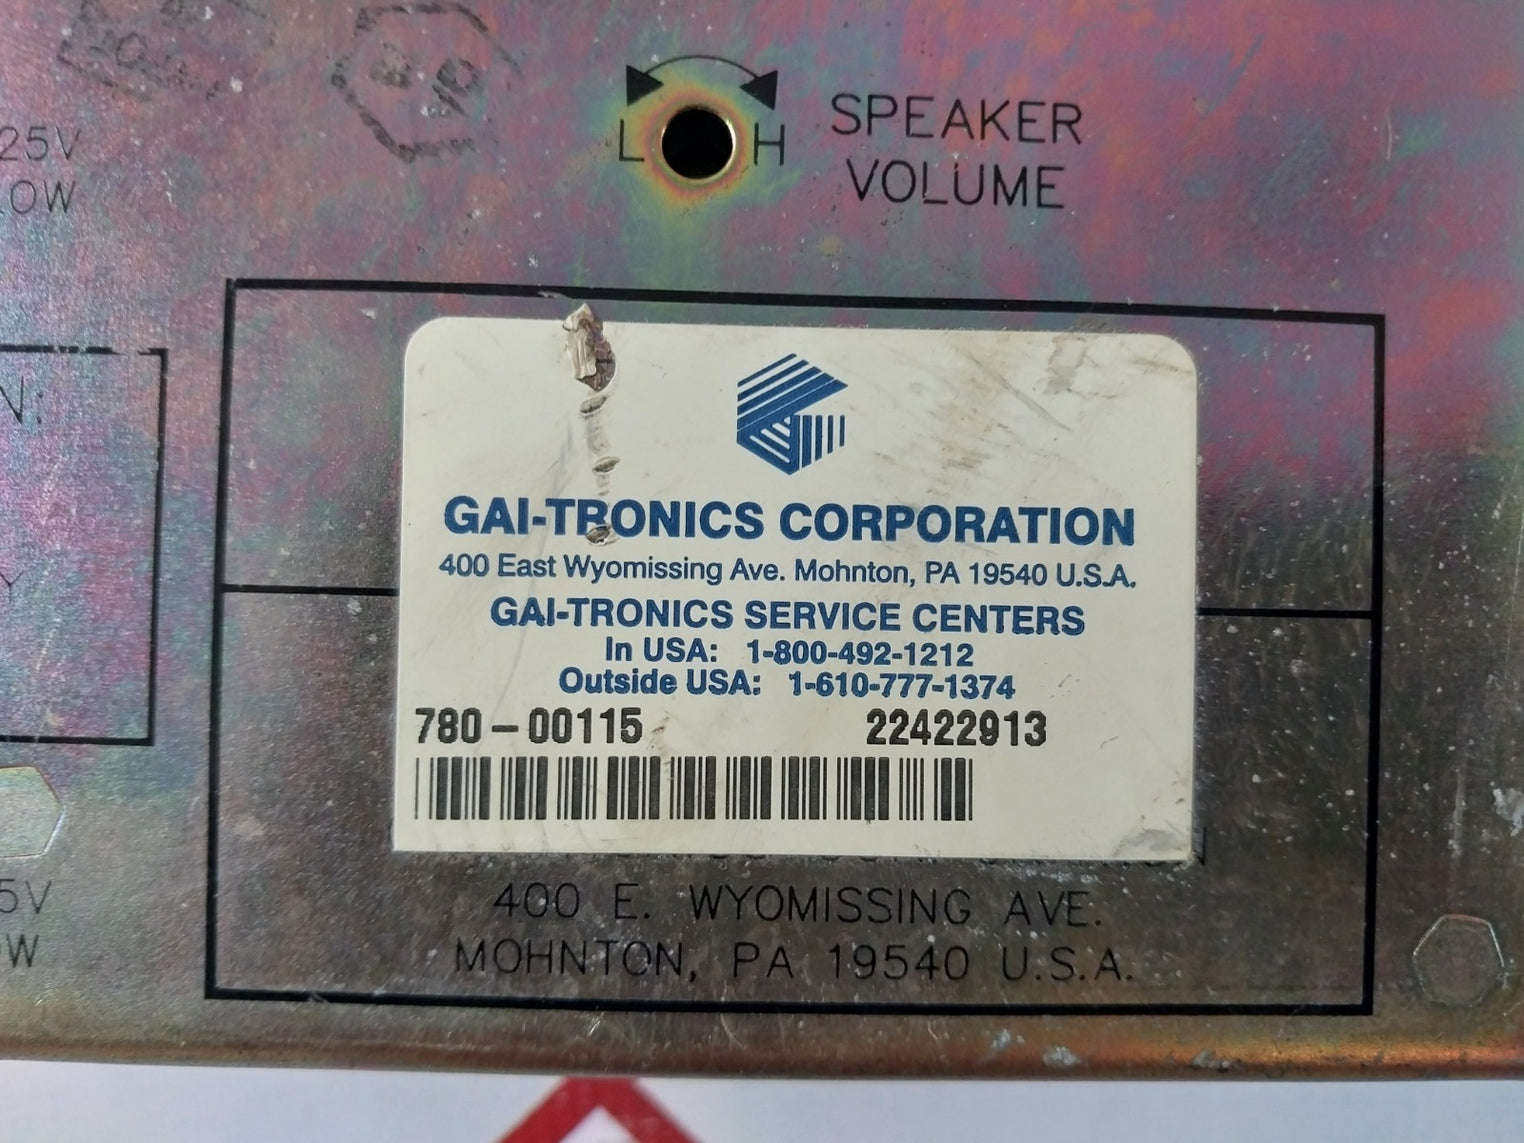 25V
OW
L H
SPEAKER
VOLUME
N:
Y
GAI-TRONICS CORPORATION
400 East Wyomissing Ave. Mohnton, PA 19540 U.S.A.
GAI-TRONICS SERVICE CENTERS
In USA: 1-800-492-1212
Outside USA: 1-610-777-1374
780-00115 22422913
5V
W
400 E. WYOMISSING AVE.
MOHNTON, PA 19540 U.S.A.